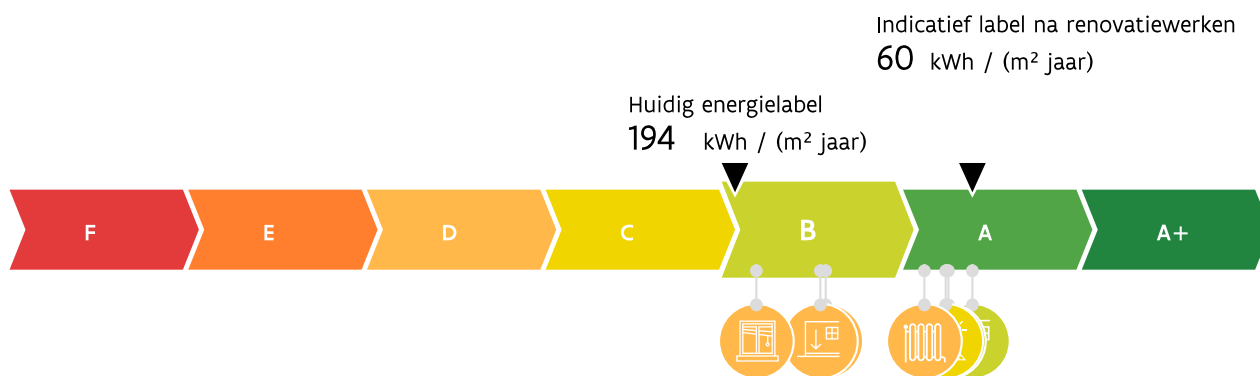 Indicatief label na renovatiewerken
60 kWh / (m² jaar)
Huidig energielabel
194 kWh / (m² jaar)
F E D C B A A+